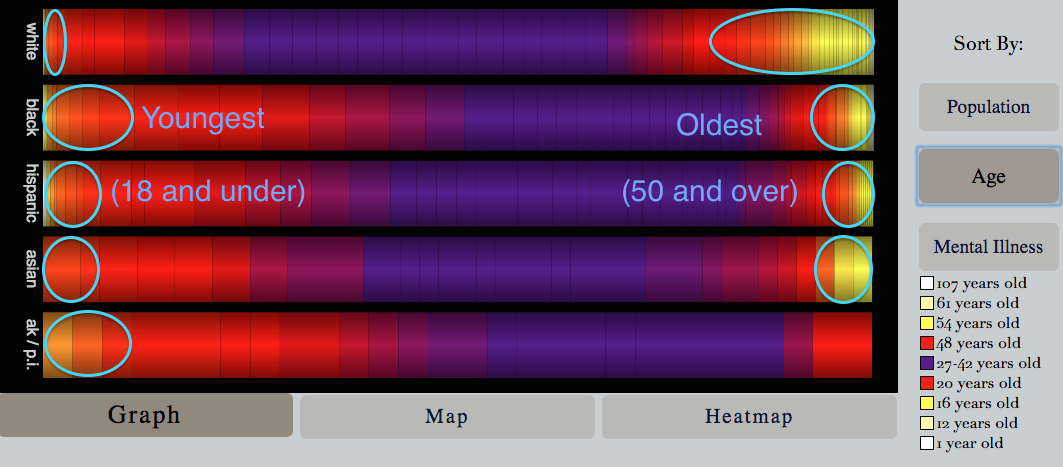 white
Sort By:
black
Youngest
Oldest
Population
hispanic
(18 and under)
(50 and over)
Age
asian
Mental Illness
107 years old
61 years old
54 years old
48 years old
27-42 years old
20 years old
16 years old
12 years old
1 year old
ak / p.i.
Graph
Map
Heatmap